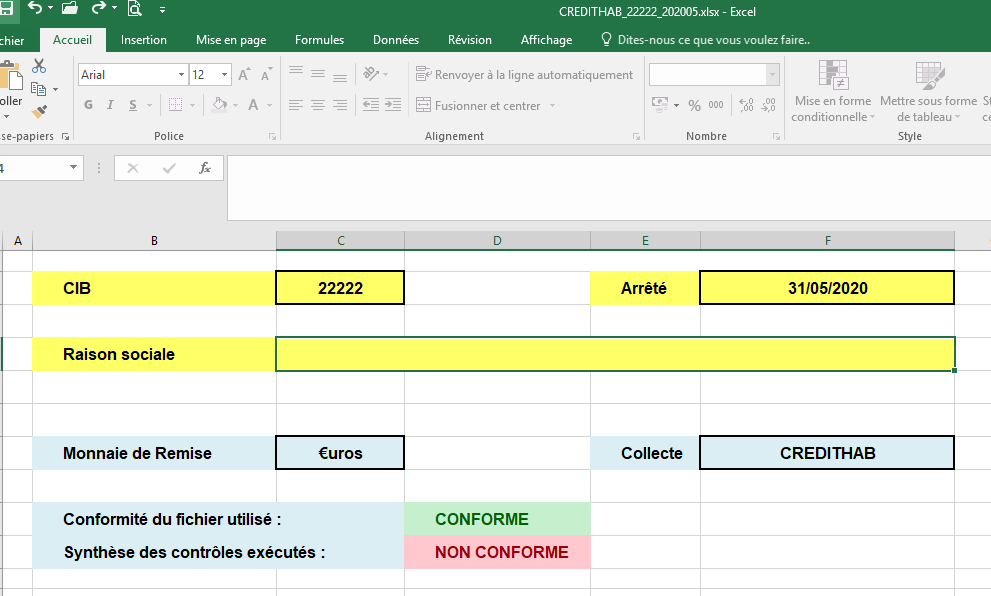 CREDITHAB_22222_202005.xlsx - Excel
chier Accueil Insertion Mise en page Formules Données Révision Affichage Dites-nous ce que vous voulez faire..
oller
Arial 12
Renvoyer à la ligne automatiquement
G I S A
Fusionner et centrer
% 000
Mise en forme conditionnelle
Mettre sous forme de tableau
se-papiers Police Alignement Nombre Style
4 fx
A B C D E F
CIB 22222 Arrêté 31/05/2020
Raison sociale
Monnaie de Remise €uros Collecte CREDITHAB
Conformité du fichier utilisé : CONFORME
Synthèse des contrôles exécutés : NON CONFORME